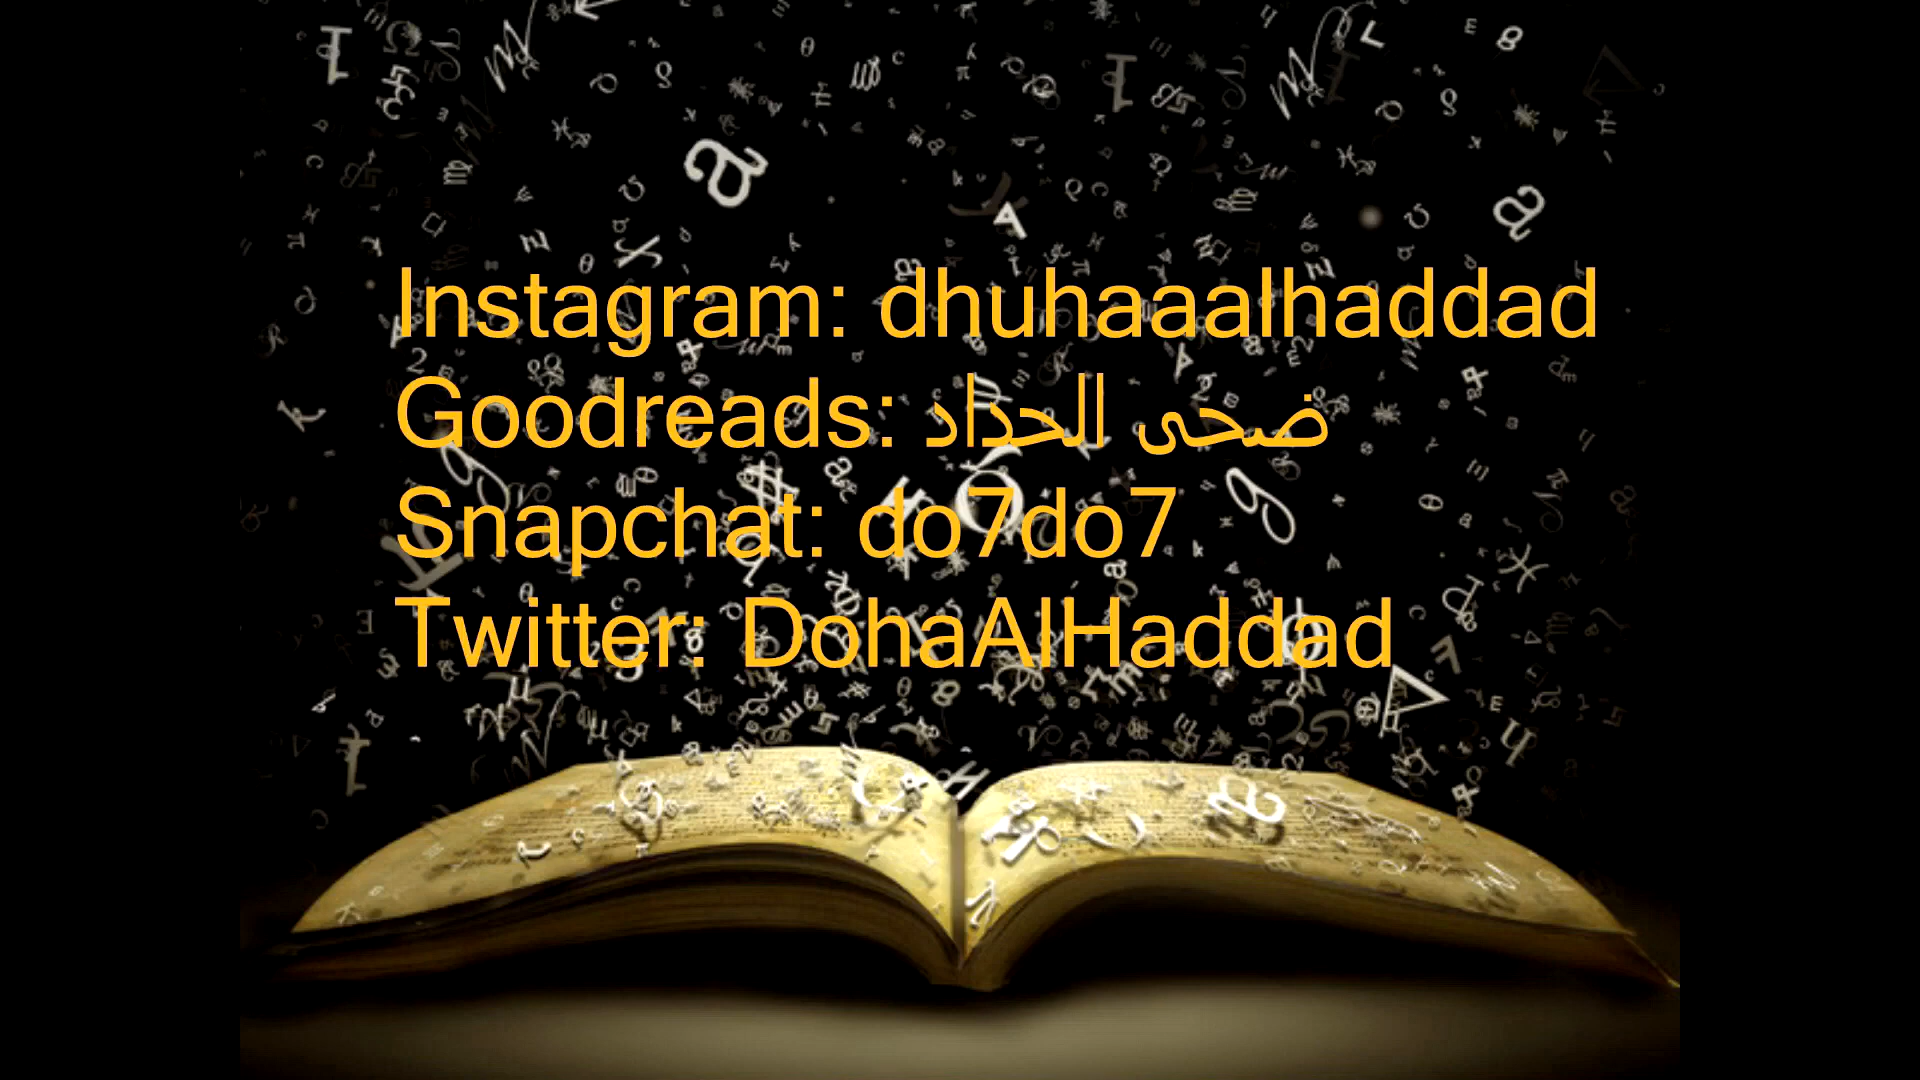 Instagram: dhuhaaalhaddad
Goodreads: ضحى الحداد
Snapchat: do7do7
Twitter: DohaAlHaddad